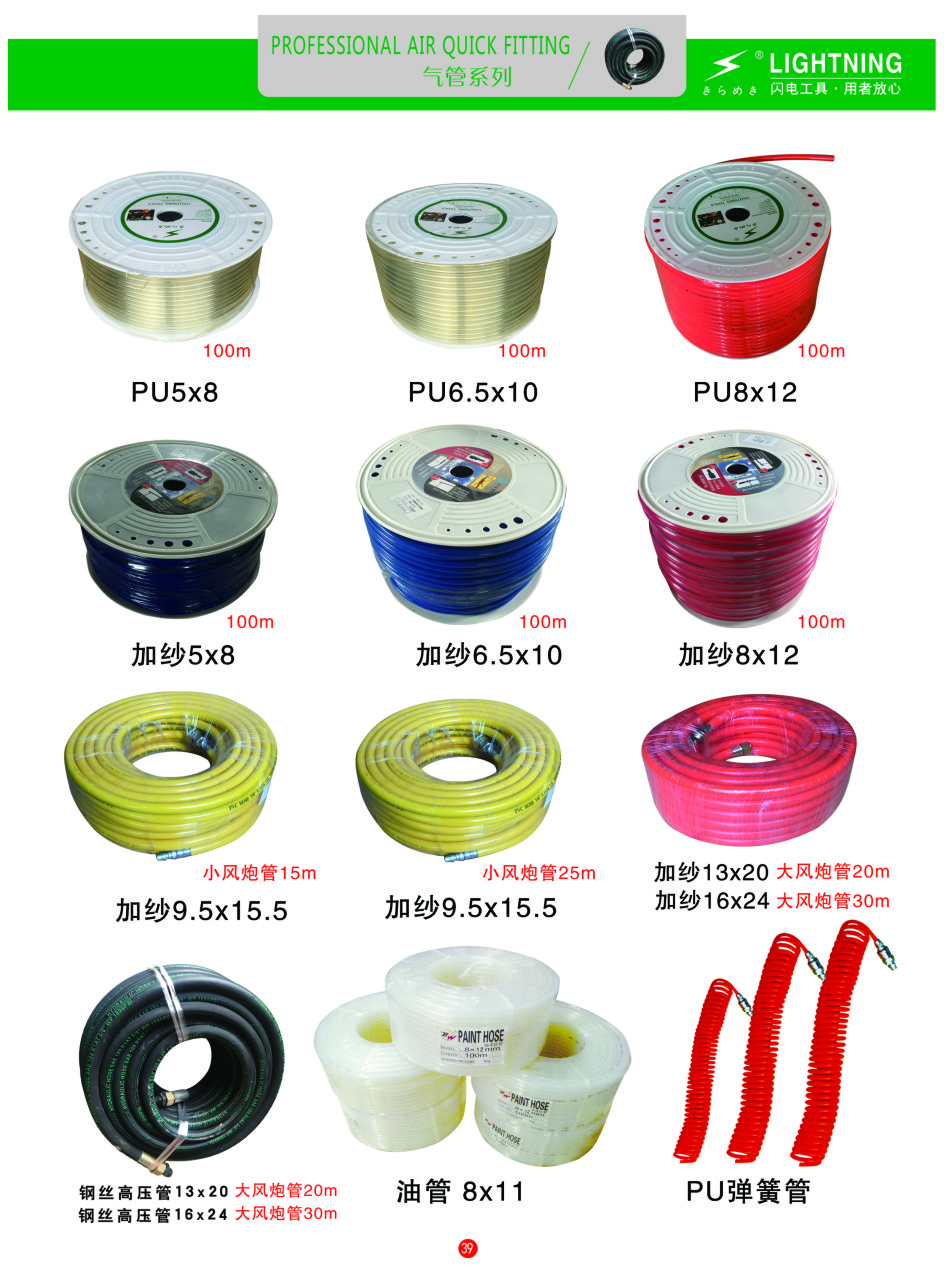 PROFESSIONAL AIR QUICK FITTING
气管系列
®
LIGHTNING
きらめき
闪电工具·用者放心
100m
100m
100m
PU5x8
PU6.5x10
PU8x12
100m
100m
100m
加纱5x8
加纱6.5x10
加纱8x12
小风炮管15m
小风炮管25m
加纱9.5x15.5
加纱9.5x15.5
加纱13x20 大风炮管20m
加纱16x24 大风炮管30m
PAINT HOSE
8×12mm
100m
PAINT HOSE
PAINT HOSE
钢丝高压管13x20 大风炮管20m
钢丝高压管16x24 大风炮管30m
油管 8x11
PU弹簧管
39